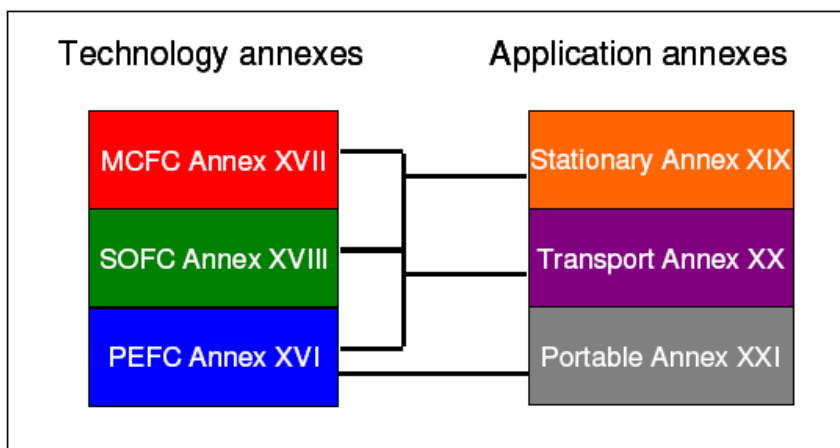 Technology annexes
Application annexes
MCFC Annex XVII
Stationary Annex XIX
SOFC Annex XVIII
Transport Annex XX
PEFC Annex XVI
Portable Annex XXI